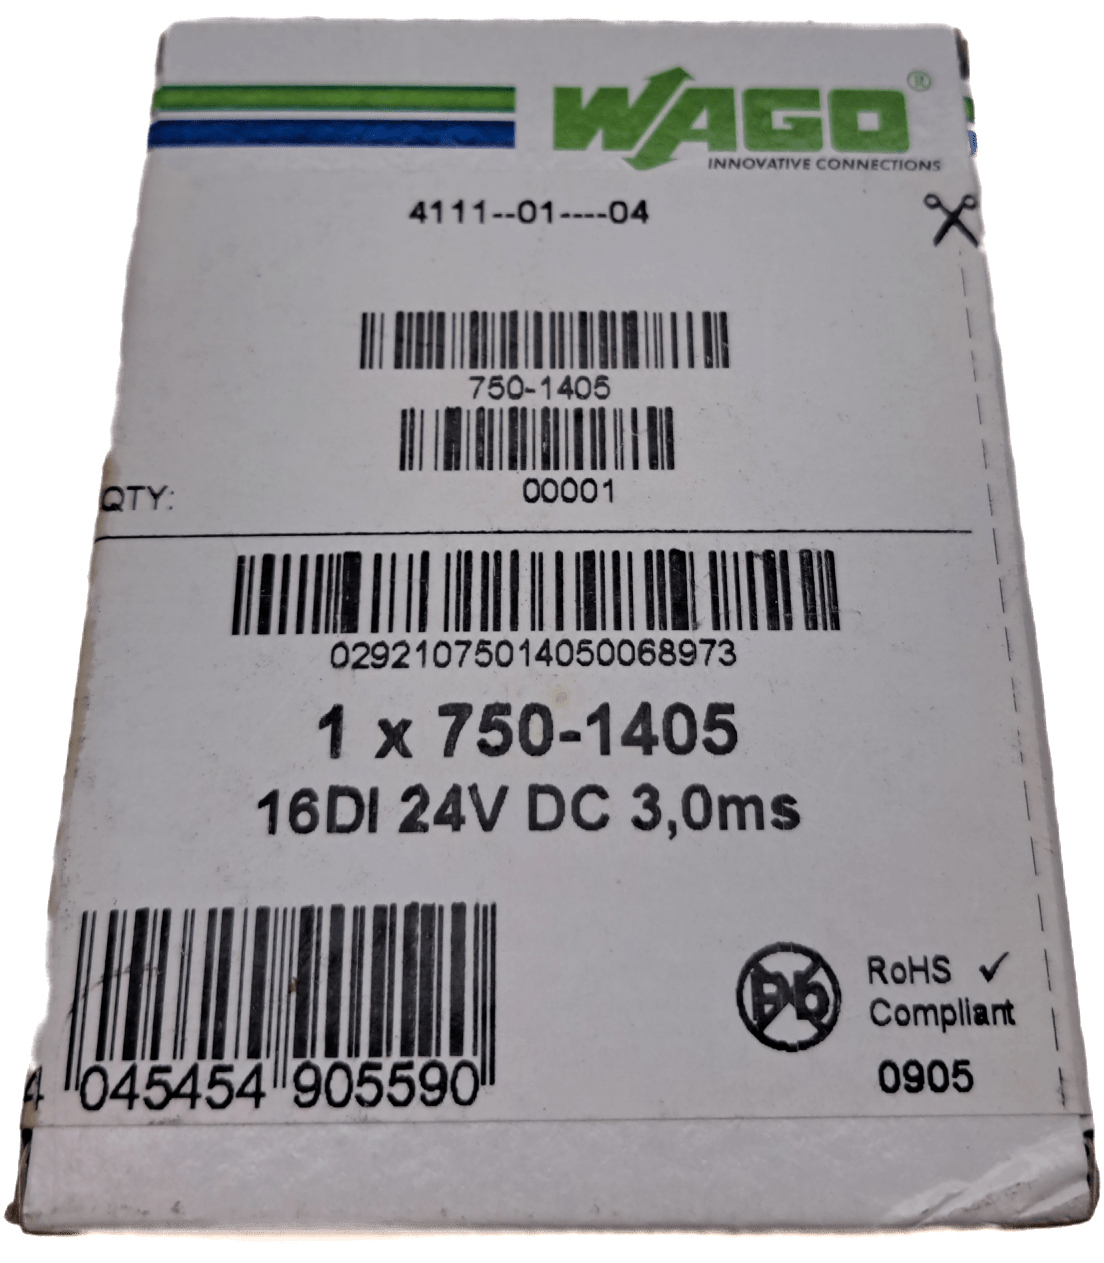 WAGO®
INNOVATIVE CONNECTIONS
4111--01----04
750-1405
00001
QTY:
02921075014050068973
1 x 750-1405
16DI 24V DC 3,0ms
4 045454 905590
Pb
RoHS ✓
Compliant
0905